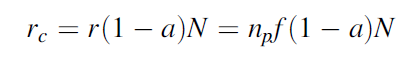 r_c = r(1 − a)N = n_p f(1 − a)N